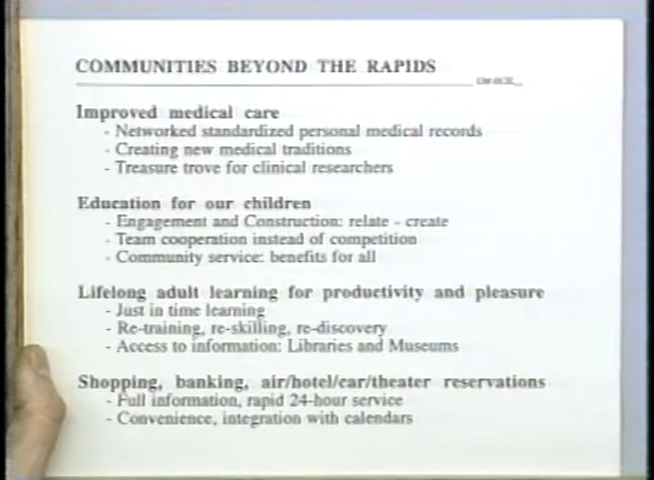 COMMUNITIES BEYOND THE RAPIDS
Improved medical care
- Networked standardized personal medical records
- Creating new medical traditions
- Treasure trove for clinical researchers
Education for our children
- Engagement and Construction: relate - create
- Team cooperation instead of competition
- Community service: benefits for all
Lifelong adult learning for productivity and pleasure
- Just in time learning
- Re-training, re-skilling, re-discovery
- Access to information: Libraries and Museums
Shopping, banking, air/hotel/car/theater reservations
- Full information, rapid 24-hour service
- Convenience, integration with calendars